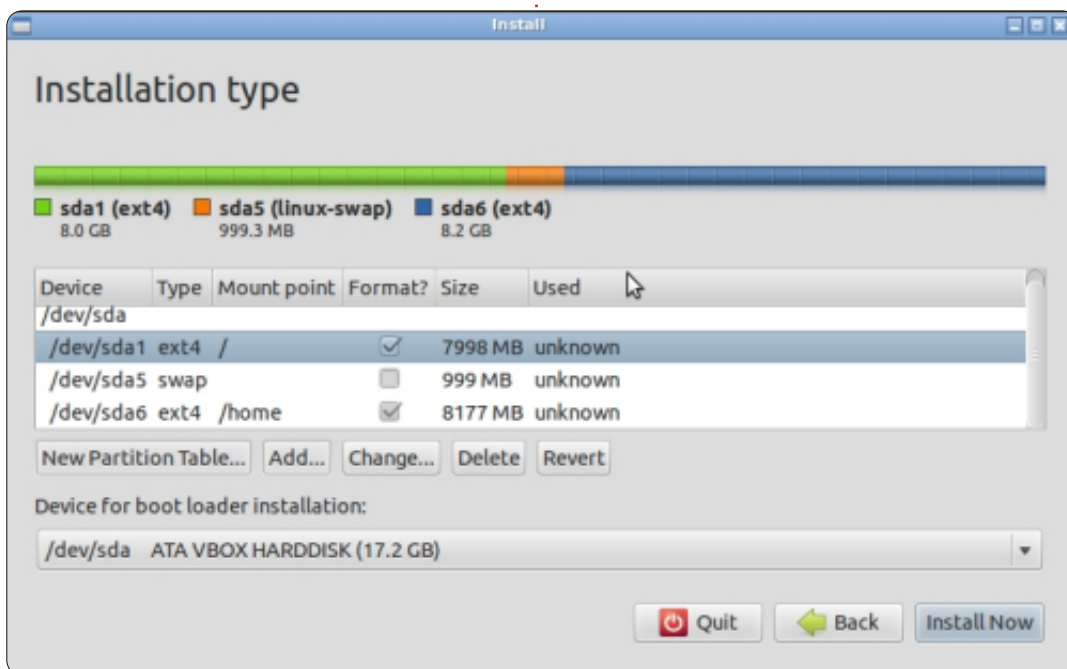 Install
Installation type
sda1 (ext4) sda5 (linux-swap) sda6 (ext4)
8.0 GB 999.3 MB 8.2 GB
Device Type Mount point Format? Size Used
/dev/sda
/dev/sda1 ext4 / 7998 MB unknown
/dev/sda5 swap 999 MB unknown
/dev/sda6 ext4 /home 8177 MB unknown
New Partition Table... Add... Change... Delete Revert
Device for boot loader installation:
/dev/sda ATA VBOX HARDDISK (17.2 GB)
Quit Back Install Now